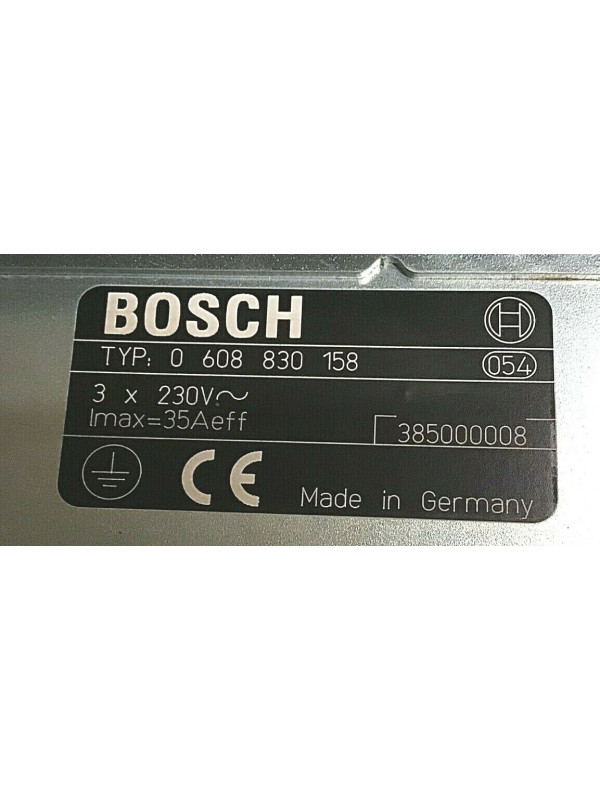 BOSCH
TYP: 0 608 830 158
054
3 x 230V~
Imax=35Aeff
385000008
CE
Made in Germany